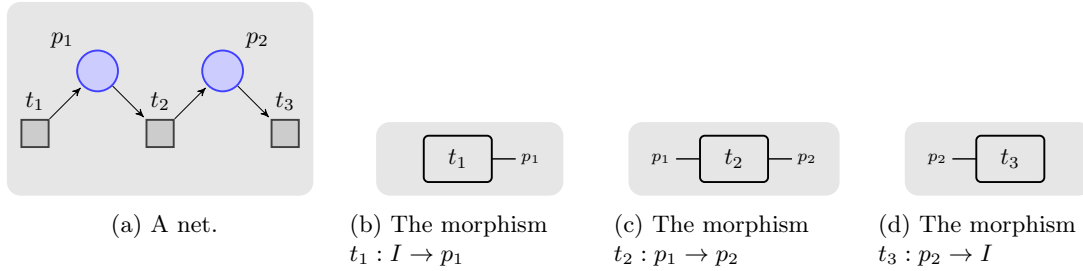 p₁
p₂
t₁
t₂
t₃
t₁ p₁
p₁ t₂ p₂
p₂ t₃
(a) A net.
(b) The morphism
t₁ : I → p₁
(c) The morphism
t₂ : p₁ → p₂
(d) The morphism
t₃ : p₂ → I